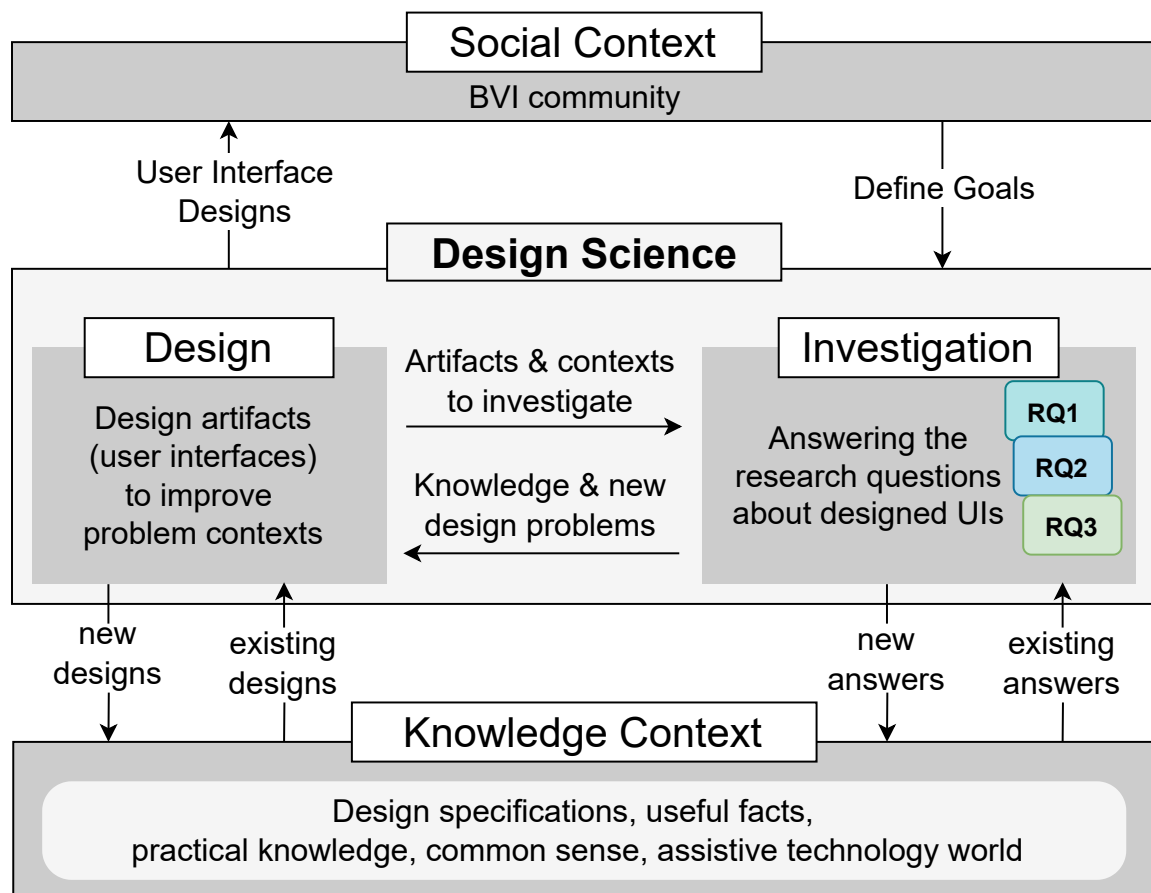 Social Context
BVI community
User Interface
Designs
Define Goals
Design Science
Design
Design artifacts
(user interfaces)
to improve
problem contexts
Artifacts & contexts
to investigate
Knowledge & new
design problems
Investigation
Answering the
research questions
about designed UIs
RQ1
RQ2
RQ3
new
designs
existing
designs
new
answers
existing
answers
Knowledge Context
Design specifications, useful facts,
practical knowledge, common sense, assistive technology world